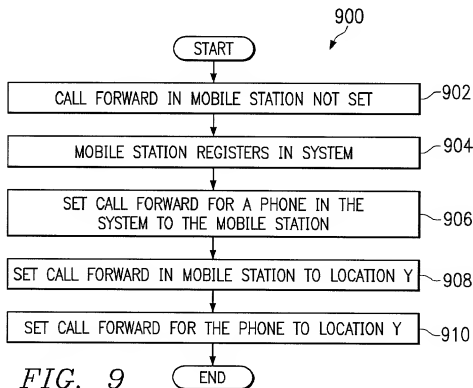 900
START
CALL FORWARD IN MOBILE STATION NOT SET
902
MOBILE STATION REGISTERS IN SYSTEM
904
SET CALL FORWARD FOR A PHONE IN THE
SYSTEM TO THE MOBILE STATION
906
SET CALL FORWARD IN MOBILE STATION TO LOCATION Y
908
SET CALL FORWARD FOR THE PHONE TO LOCATION Y
910
END
FIG. 9